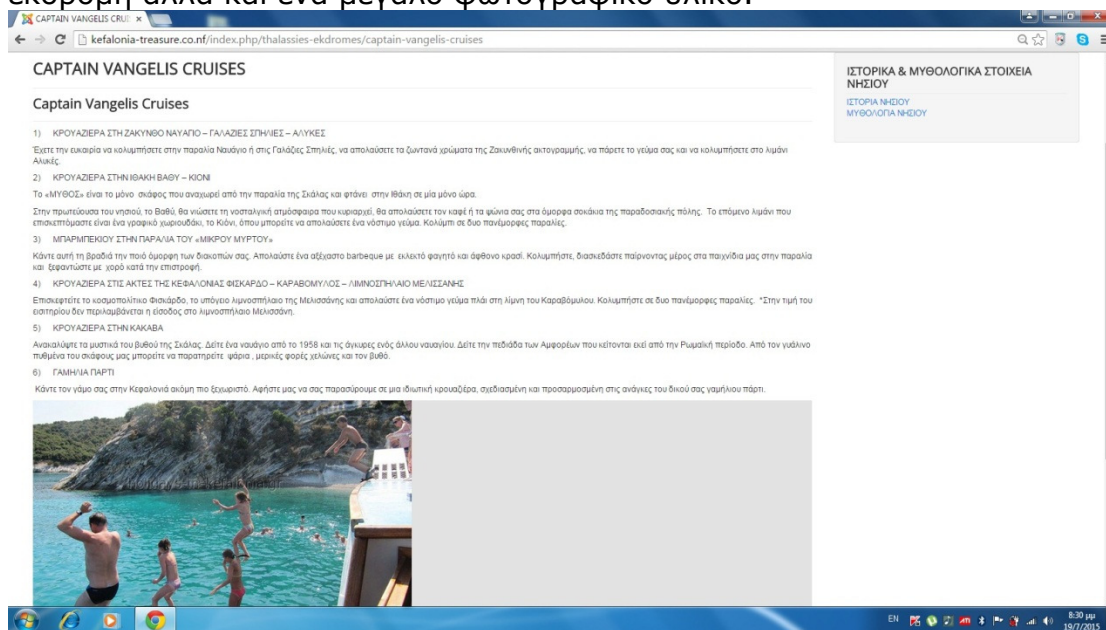 εκδρομή αλλά και ένα μεγάλο φωτογραφικό υλικό.
CAPTAIN VANGELIS CRUI
kefalonia-treasure.co.nf/index.php/thalassies-ekdromes/captain-vangelis-cruises
CAPTAIN VANGELIS CRUISES
Captain Vangelis Cruises
1) ΚΡΟΥΑΖΙΕΡΑ ΣΤΗ ΖΑΚΥΝΘΟ ΝΑΥΑΓΙΟ – ΓΑΛΑΖΙΕΣ ΣΠΗΛΙΕΣ – ΑΛΥΚΕΣ
Έχετε την ευκαιρία να κολυμπήσετε στην παραλία Ναυάγιο ή στις Γαλάζιες Σπηλιές, να απολαύσετε τα ζωντανά χρώματα της Ζακυνθινής ακτογραμμής, να πάρετε το γεύμα σας και να κολυμπήσετε στο λιμάνι
Αλυκές.
2) ΚΡΟΥΑΖΙΕΡΑ ΣΤΗΝ ΙΘΑΚΗ ΒΑΘΥ – ΚΙΟΝΙ
Το «ΜΥΘΟΣ» είναι το μόνο σκάφος που αναχωρεί από την παραλία της Σκάλας και φτάνει στην Ιθάκη σε μία μόνο ώρα.
Στην πρωτεύουσα του νησιού, το Βαθύ, θα νιώσετε τη νοσταλγική ατμόσφαιρα που κυριαρχεί, θα απολαύσετε τον καφέ ή τα ψώνια σας στα όμορφα σοκάκια της παραδοσιακής πόλης. Το επόμενο λιμάνι που
επισκεπτόμαστε είναι ένα γραφικό χωριουδάκι, το Κιόνι, όπου μπορείτε να απολαύσετε ένα νόστιμο γεύμα. Κολύμπι σε δυο πανέμορφες παραλίες.
3) ΜΠΑΡΜΠΕΚΙΟΥ ΣΤΗΝ ΠΑΡΑΛΙΑ ΤΟΥ «ΜΙΚΡΟΥ ΜΥΡΤΟΥ»
Κάντε αυτή τη βραδιά την ποιό όμορφη των διακοπών σας. Απολαύστε ένα αξέχαστο barbeque με εκλεκτό φαγητό και άφθονο κρασί. Κολυμπήστε, διασκεδάστε παίρνοντας μέρος στα παιχνίδια μας στην παραλία
και ξεφαντώστε με χορό κατά την επιστροφή.
4) ΚΡΟΥΑΖΙΕΡΑ ΣΤΙΣ ΑΚΤΕΣ ΤΗΣ ΚΕΦΑΛΟΝΙΑΣ ΦΙΣΚΑΡΔΟ – ΚΑΡΑΒΟΜΥΛΟΣ – ΛΙΜΝΟΣΠΗΛΑΙΟ ΜΕΛΙΣΣΑΝΗΣ
Επισκεφτείτε το κοσμοπολίτικο Φισκάρδο, το υπόγειο λιμνοσπήλαιο της Μελισσάνης και απολαύστε ένα νόστιμο γεύμα πλάι στη λίμνη του Καραβόμυλου. Κολυμπήστε σε δυο πανέμορφες παραλίες. *Στην τιμή του
εισιτηρίου δεν περιλαμβάνεται η είσοδος στο λιμνοσπήλαιο Μελισσάνη.
5) ΚΡΟΥΑΖΙΕΡΑ ΣΤΗΝ ΚΑΚΑΒΑ
Ανακαλύψτε τα μυστικά του βυθού της Σκάλας. Δείτε ένα ναυάγιο από το 1958 και τις άγκυρες ενός άλλου ναυαγίου. Δείτε την πεδιάδα των Αμφορέων που κείτονται εκεί από την Ρωμαϊκή περίοδο. Από τον γυάλινο
πυθμένα του σκάφους μας μπορείτε να παρατηρείτε ψάρια , μερικές φορές χελώνες και τον βυθό.
6) ΓΑΜΗΛΙΑ ΠΑΡΤΙ
Κάντε τον γάμο σας στην Κεφαλονιά ακόμη πιο ξεχωριστό. Αφήστε μας να σας παρασύρουμε σε μια ιδιωτική κρουαζιέρα, σχεδιασμένη και προσαρμοσμένη στις ανάγκες του δικού σας γαμήλιου πάρτι.
ΙΣΤΟΡΙΚΑ & ΜΥΘΟΛΟΓΙΚΑ ΣΤΟΙΧΕΙΑ
ΝΗΣΙΟΥ
ΙΣΤΟΡΙΑ ΝΗΣΙΟΥ
ΜΥΘΟΛΟΓΙΑ ΝΗΣΙΟΥ
EN
8:30 μμ
19/7/2015